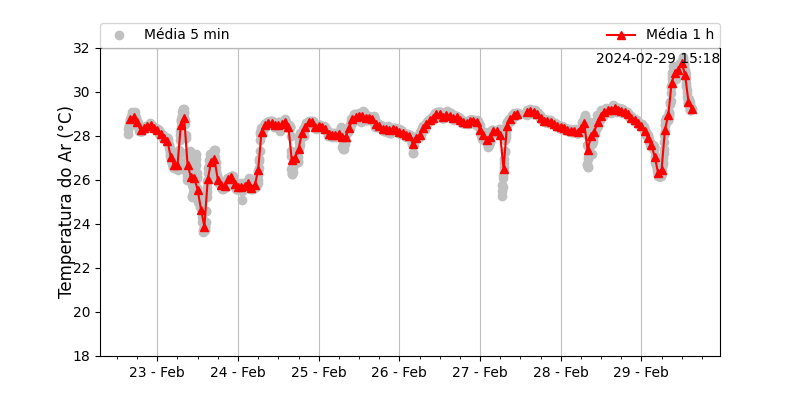 Média 5 min
Média 1 h
2024-02-29 15:18
Temperatura do Ar (°C)
32
30
28
26
24
22
20
18
23 - Feb
24 - Feb
25 - Feb
26 - Feb
27 - Feb
28 - Feb
29 - Feb